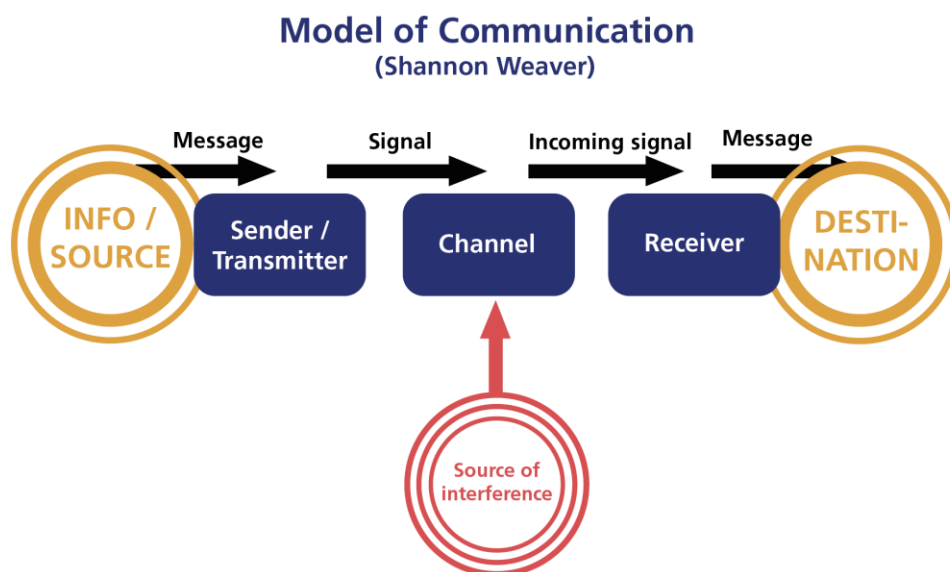 Model of Communication
(Shannon Weaver)
Message
Signal
Incoming signal
Message
INFO /
SOURCE
Sender /
Transmitter
Channel
Receiver
DESTI-
NATION
Source of
interference